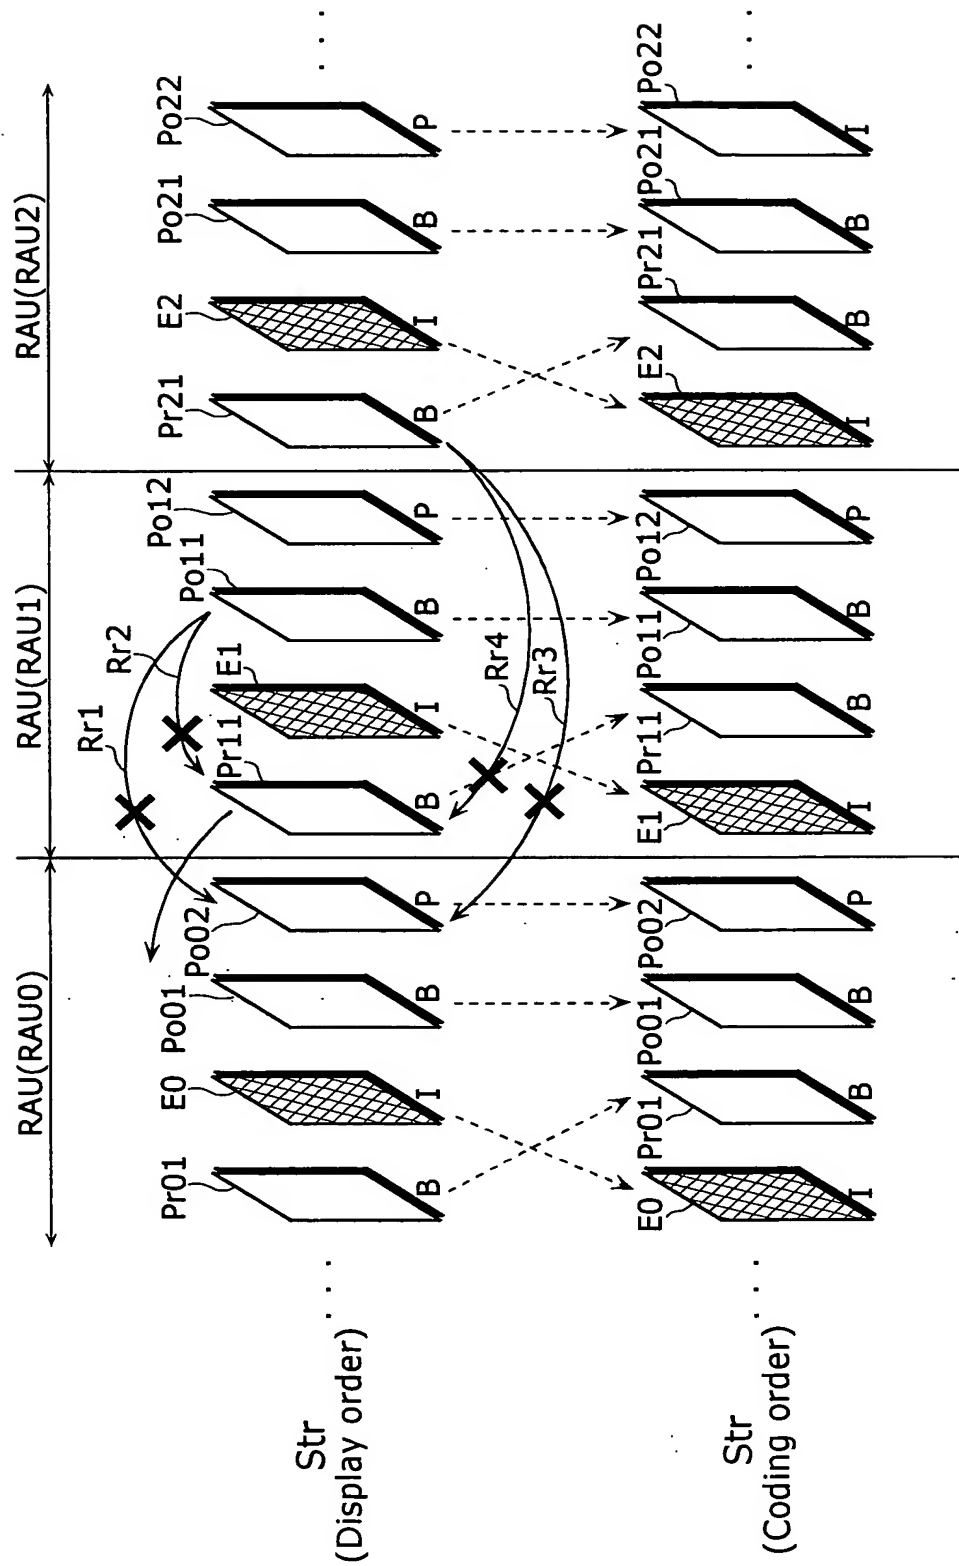 RAU(RAU0) RAU(RAU1) RAU(RAU2)
Rr1 Rr2
Pr01 E0 Po01 Po02 Pr11 E1 Po11 Po12 Pr21 E2 Po21 Po22
Str
(Display order)
. . .
B I B P B I B P B I B P
. . .
Rr4
Rr3
E0 Pr01 Po01 Po02 E1 Pr11 Po11 Po12 E2 Pr21 Po21 Po22
Str
(Coding order)
. . .
I B B P I B B P I B B I
. . .